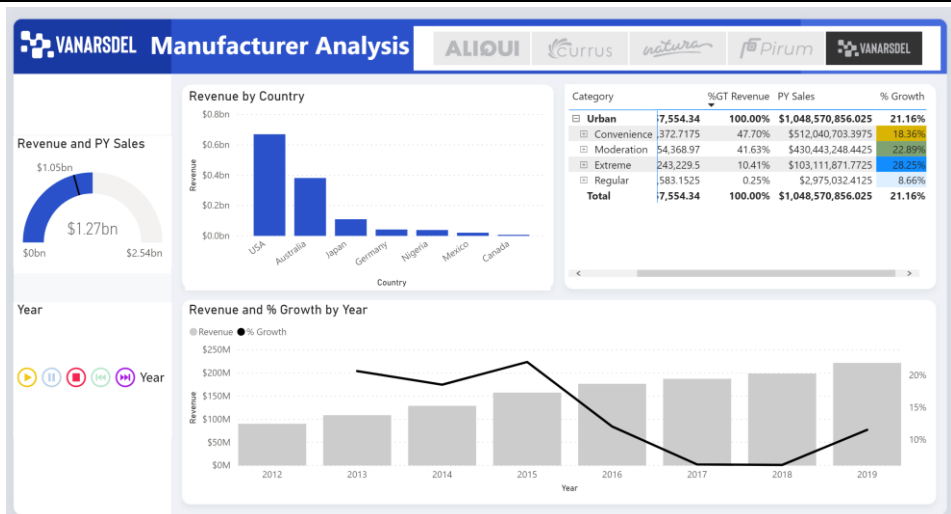 VANARSDEL Manufacturer Analysis
ALIQUI
Currus
natura
Pirum
VANARSDEL
Revenue and PY Sales
$1.05bn
$1.27bn
$0bn $2.54bn
Year
Year
Revenue by Country
$0.8bn
$0.6bn
$0.4bn
$0.2bn
$0.0bn
Revenue
USA Australia Japan Germany Nigeria Mexico Canada
Country
Category %GT Revenue PY Sales % Growth
Urban 7,554.34 100.00% $1,048,570,856.025 21.16%
Convenience ,372.7175 47.70% $512,040,703.3975 18.36%
Moderation 54,368.97 41.63% $430,443,248.4425 22.89%
Extreme 243,229.5 10.41% $103,111,871.7725 28.25%
Regular ,583.1525 0.25% $2,975,032.4125 8.66%
Total 7,554.34 100.00% $1,048,570,856.025 21.16%
Revenue and % Growth by Year
Revenue % Growth
$250M
$200M
$150M
$100M
$50M
$0M
Revenue
20%
15%
10%
2012 2013 2014 2015 2016 2017 2018 2019
Year